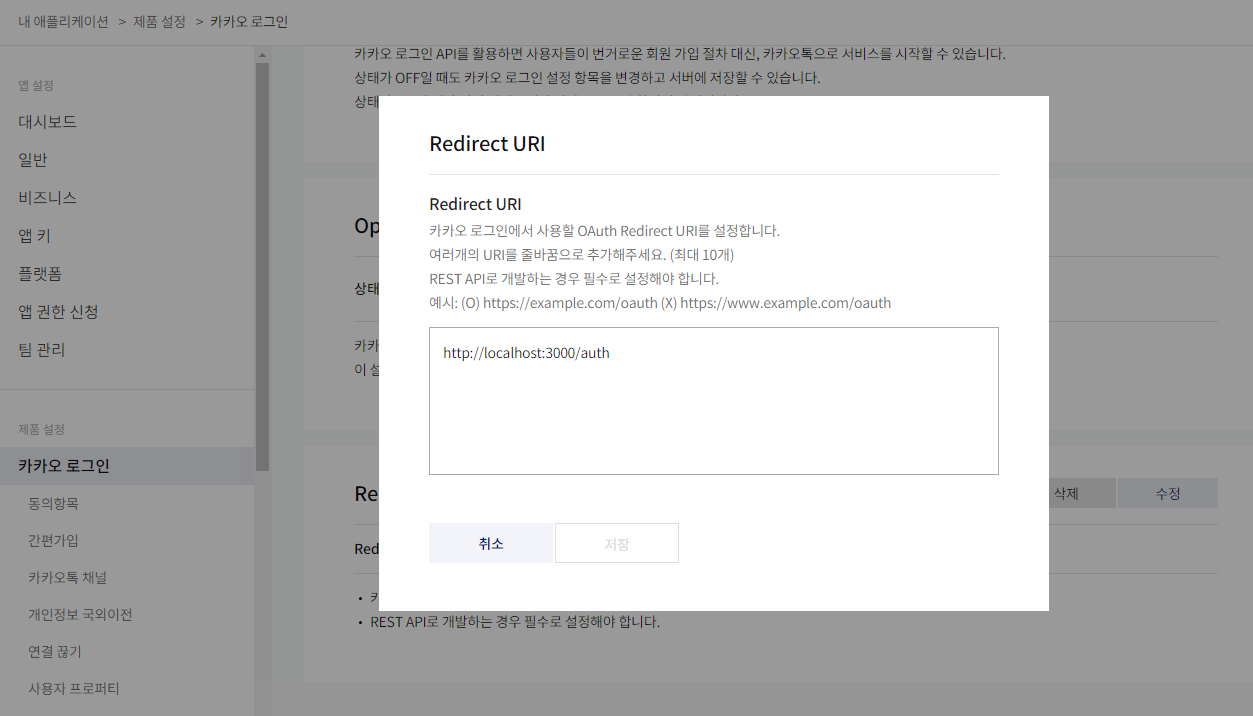 내 애플리케이션 > 제품 설정 > 카카오 로그인
앱 설정
대시보드
일반
비즈니스
앱 키
플랫폼
앱 권한 신청
팀 관리
제품 설정
카카오 로그인
동의항목
간편가입
카카오톡 채널
개인정보 국외이전
연결 끊기
사용자 프로퍼티
카카오 로그인 API를 활용하면 사용자들이 번거로운 회원 가입 절차 대신, 카카오톡으로 서비스를 시작할 수 있습니다.
상태가 OFF일 때도 카카오 로그인 설정 항목을 변경하고 서버에 저장할 수 있습니다.
상태
Op
상태
카카
이 설
Redirect URI
Redirect URI
카카오 로그인에서 사용할 OAuth Redirect URI를 설정합니다.
여러개의 URI를 줄바꿈으로 추가해주세요. (최대 10개)
REST API로 개발하는 경우 필수로 설정해야 합니다.
예시: (O) https://example.com/oauth (X) https://www.example.com/oauth
http://localhost:3000/auth
취소 저장
Re
삭제 수정
Red
• REST API로 개발하는 경우 필수로 설정해야 합니다.